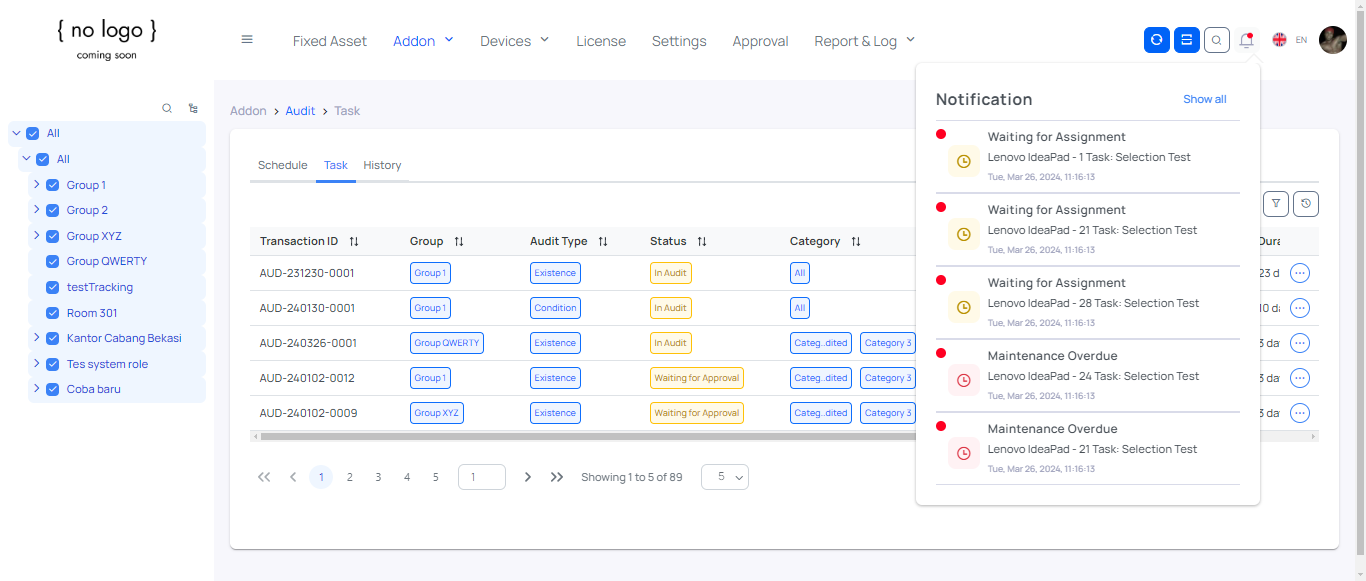 { no logo }
coming soon
Fixed Asset Addon Devices License Settings Approval Report & Log EN
All
All
Group 1
Group 2
Group XYZ
Group QWERTY
testTracking
Room 301
Kantor Cabang Bekasi
Tes system role
Coba baru
Addon > Audit > Task
Schedule Task History
Transaction ID Group Audit Type Status Category
AUD-231230-0001 Group 1 Existence In Audit All 23 d
AUD-240130-0001 Group 1 Condition In Audit All 10 d
AUD-240326-0001 Group QWERTY Existence In Audit Categ...dited Category 3 3 da
AUD-240102-0012 Group 1 Existence Waiting for Approval Categ...dited Category 3 3 da
AUD-240102-0009 Group XYZ Existence Waiting for Approval Categ...dited Category 3 3 da
1 2 3 4 5 1 Showing 1 to 5 of 89 5
Notification Show all
Waiting for Assignment
Lenovo IdeaPad - 1 Task: Selection Test
Tue, Mar 26, 2024, 11:16:13
Waiting for Assignment
Lenovo IdeaPad - 21 Task: Selection Test
Tue, Mar 26, 2024, 11:16:13
Waiting for Assignment
Lenovo IdeaPad - 28 Task: Selection Test
Tue, Mar 26, 2024, 11:16:13
Maintenance Overdue
Lenovo IdeaPad - 24 Task: Selection Test
Tue, Mar 26, 2024, 11:16:13
Maintenance Overdue
Lenovo IdeaPad - 21 Task: Selection Test
Tue, Mar 26, 2024, 11:16:13